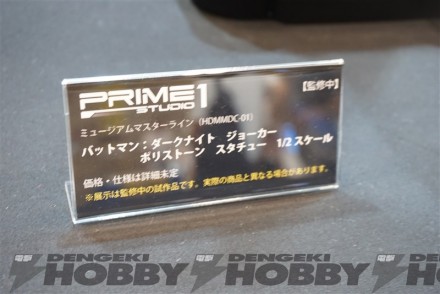 PRIME 1
STUDIO
【監修中】
ミュージアムマスターライン（HDMMDC-01）
バットマン：ダークナイト　ジョーカー
ポリストーン　スタチュー　1/2スケール
価格・仕様は詳細未定
※展示は監修中の試作品です。実際の商品と異なる場合があります。
電撃 DENGEKI HOBBY 電撃 DENGEKI HOBBY